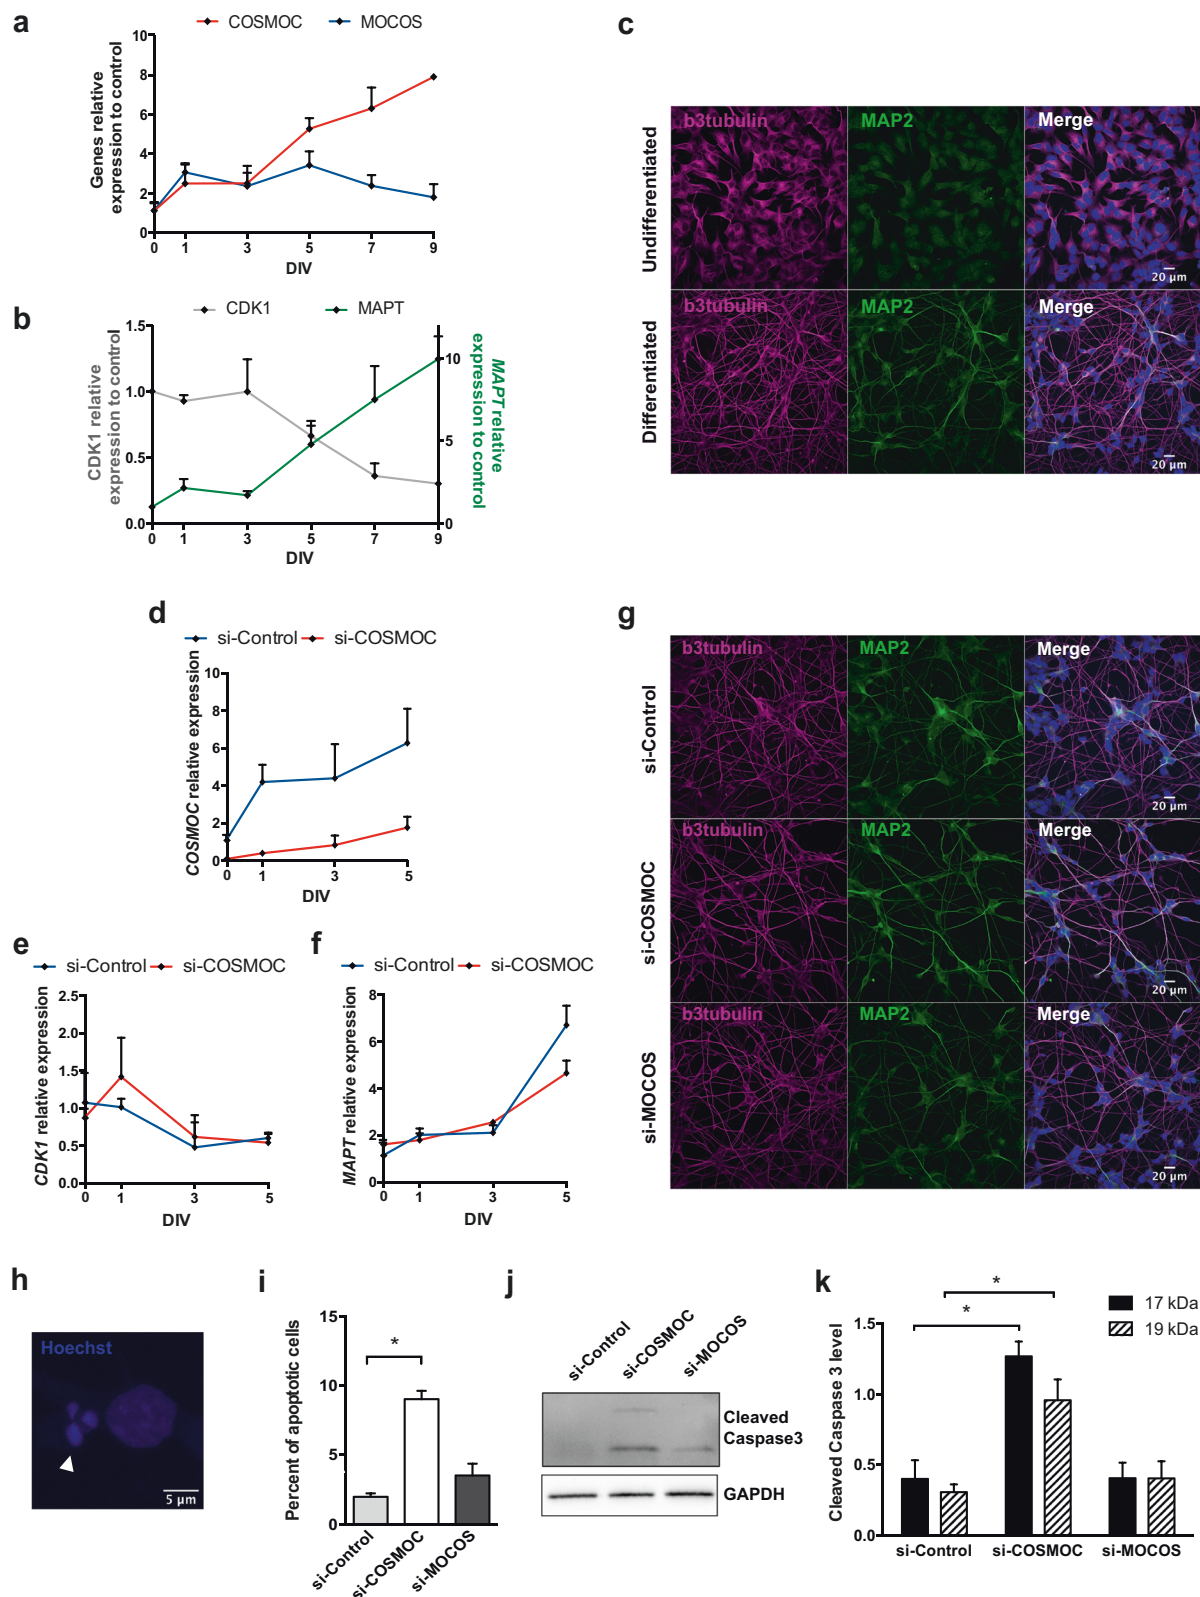 a
COSMOC
MOCOS
Genes relative
expression to control
10
8
6
4
2
0
0 1 3 5 7 9
DIV
b
CDK1
MAPT
CDK1 relative
expression to control
1.5
1.0
0.5
0.0
10
5
0
MAPT relative
expression to control
0 1 3 5 7 9
DIV
c
Undifferentiated
b3tubulin
MAP2
Merge
20 µm
Differentiated
b3tubulin
MAP2
Merge
20 µm
d
si-Control
si-COSMOC
COSMOC relative expression
10
8
6
4
2
0
0 1 3 5
DIV
e
si-Control
si-COSMOC
CDK1 relative expression
2.5
2.0
1.5
1.0
0.5
0.0
0 1 3 5
DIV
f
si-Control
si-COSMOC
MAPT relative expression
8
6
4
2
0
0 1 3 5
DIV
g
si-Control
b3tubulin
MAP2
Merge
20 µm
si-COSMOC
b3tubulin
MAP2
Merge
20 µm
si-MOCOS
b3tubulin
MAP2
Merge
20 µm
h
Hoechst
5 µm
i
Percent of apoptotic cells
15
10
5
0
*
si-Control
si-COSMOC
si-MOCOS
j
si-Control
si-COSMOC
si-MOCOS
Cleaved
Caspase3
GAPDH
k
17 kDa
19 kDa
*
*
Cleaved Caspase 3 level
1.5
1.0
0.5
0.0
si-Control si-COSMOC si-MOCOS